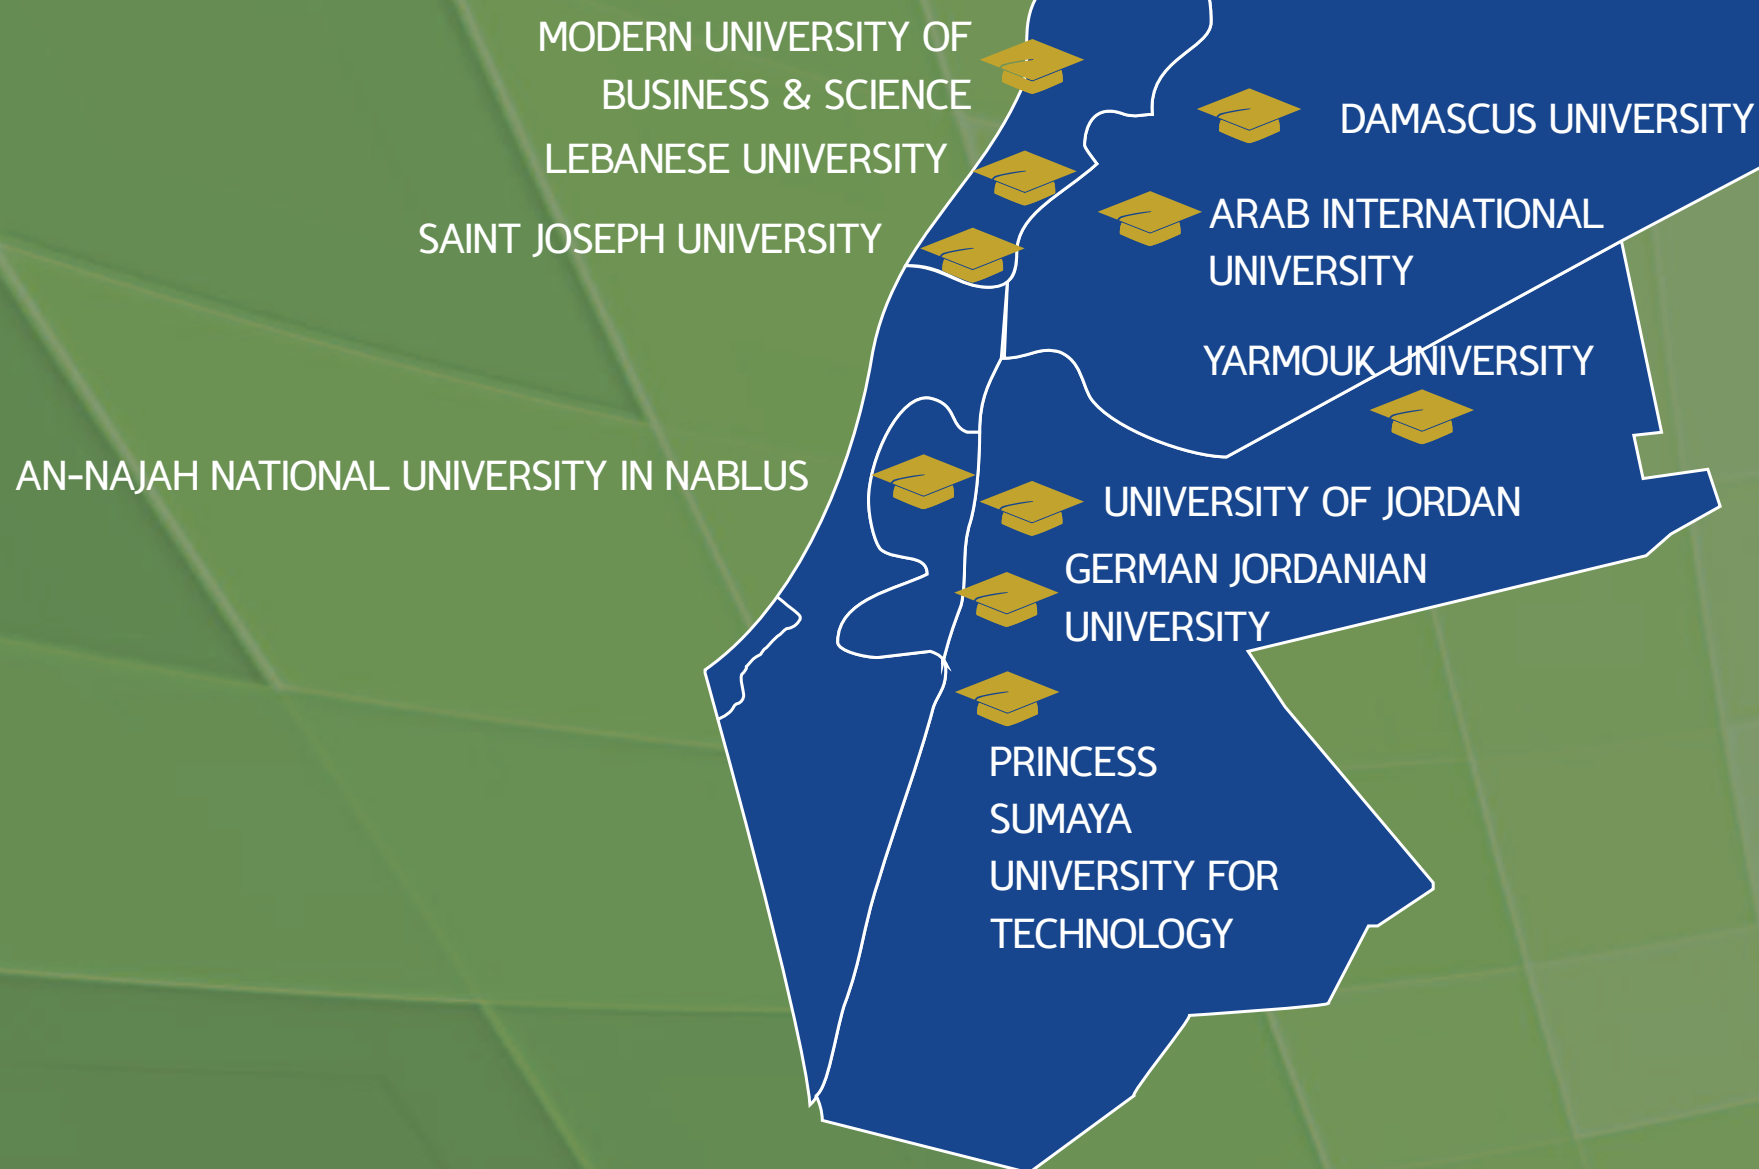 MODERN UNIVERSITY OF
BUSINESS & SCIENCE
DAMASCUS UNIVERSITY
LEBANESE UNIVERSITY
ARAB INTERNATIONAL
UNIVERSITY
SAINT JOSEPH UNIVERSITY
YARMOUK UNIVERSITY
AN-NAJAH NATIONAL UNIVERSITY IN NABLUS
UNIVERSITY OF JORDAN
GERMAN JORDANIAN
UNIVERSITY
PRINCESS
SUMAYA
UNIVERSITY FOR
TECHNOLOGY